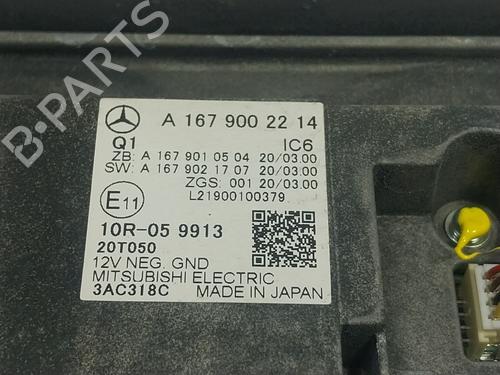 A 167 900 22 14
Q1 IC6
ZB: A 167 901 05 04 20/03.00
SW: A 167 902 17 07 20/03.00
ZGS: 001 20/03.00
L21900100379
E11
10R-05 9913
20T050
12V NEG. GND
MITSUBISHI ELECTRIC
3AC318C MADE IN JAPAN
B-PARTS